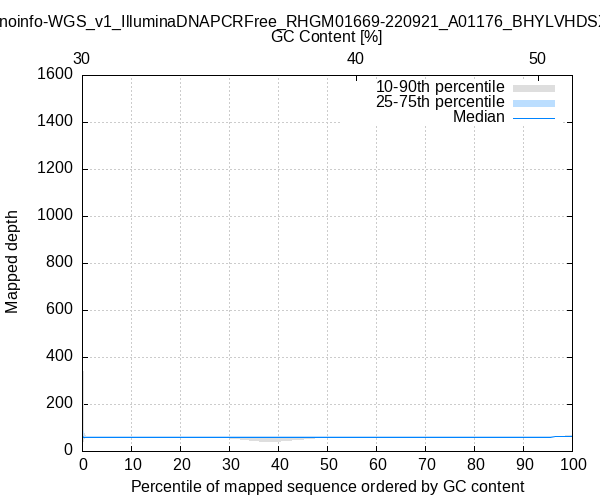 noinfo-WGS_v1_IlluminaDNAPCRFree_RHGM01669-220921_A01176_BHYLVHDSX
GC Content [%]
30 40 50
1600
1400
1200
1000
800
600
400
200
0
Mapped depth
10-90th percentile
25-75th percentile
Median
0 10 20 30 40 50 60 70 80 90 100
Percentile of mapped sequence ordered by GC content